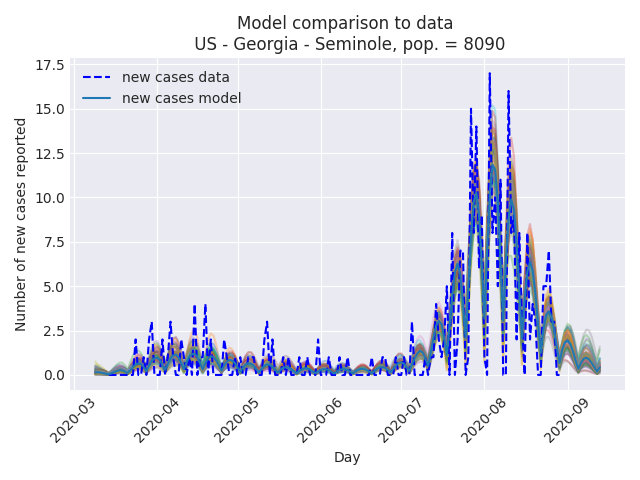 Model comparison to data
US - Georgia - Seminole, pop. = 8090
new cases data
new cases model
Number of new cases reported
17.5
15.0
12.5
10.0
7.5
5.0
2.5
0.0
2020-03
2020-04
2020-05
2020-06
2020-07
2020-08
2020-09
Day